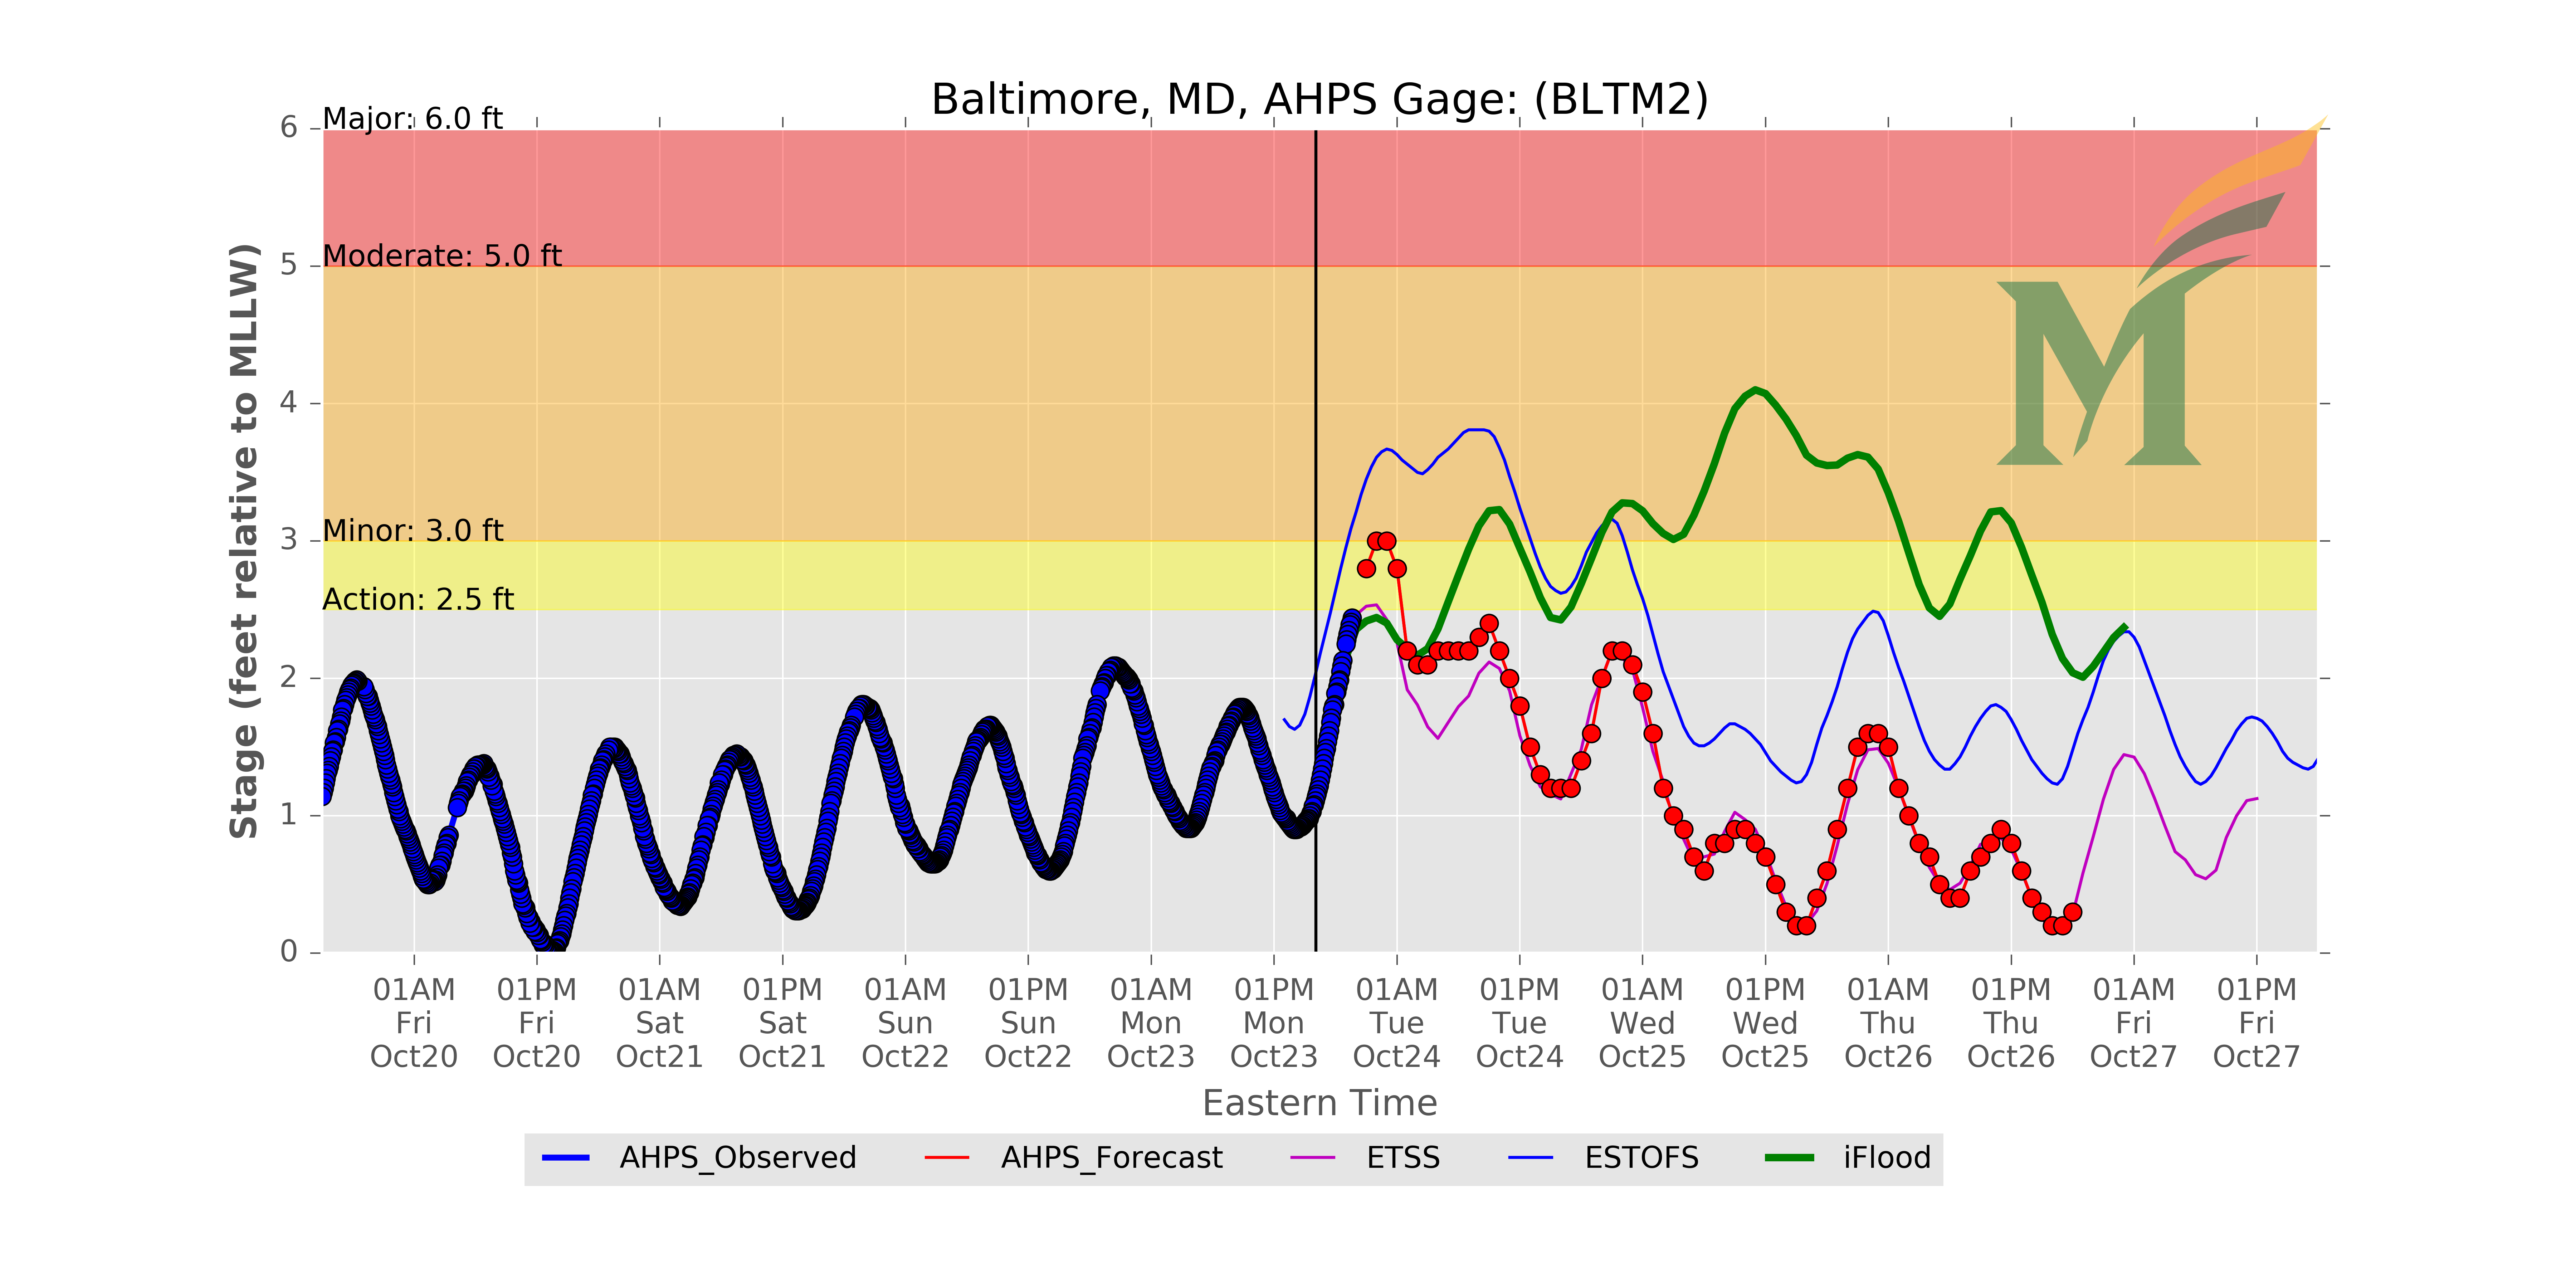 Baltimore, MD, AHPS Gage: (BLTM2)
Stage (feet relative to MLLW)
6
5
4
3
2
1
0
Major: 6.0 ft
Moderate: 5.0 ft
Minor: 3.0 ft
Action: 2.5 ft
M
01AM 01PM 01AM 01PM 01AM 01PM 01AM 01PM 01AM 01PM 01AM 01PM 01AM 01PM 01AM 01PM
Fri Fri Sat Sat Sun Sun Mon Mon Tue Tue Wed Wed Thu Thu Fri Fri
Oct20 Oct20 Oct21 Oct21 Oct22 Oct22 Oct23 Oct23 Oct24 Oct24 Oct25 Oct25 Oct26 Oct26 Oct27 Oct27
Eastern Time
AHPS_Observed AHPS_Forecast ETSS ESTOFS iFlood